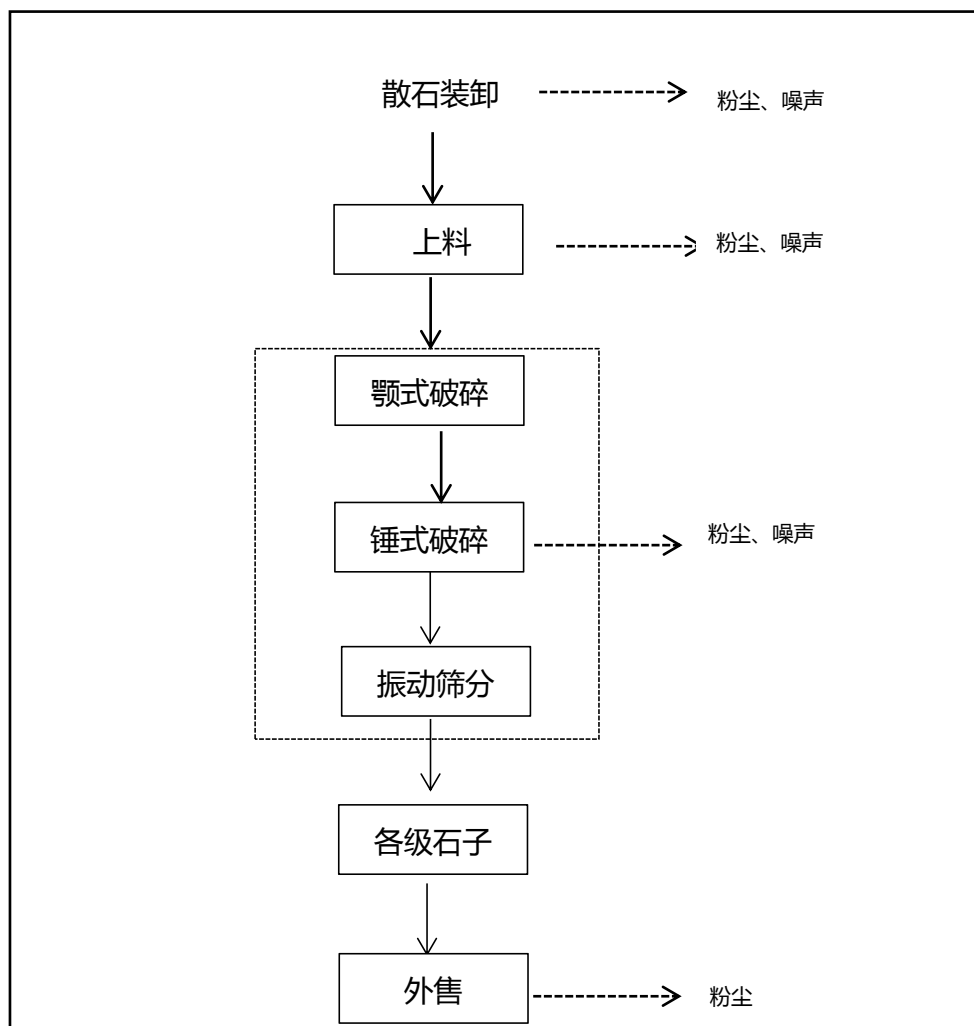 散石装卸
粉尘、噪声
上料
粉尘、噪声
颚式破碎
锤式破碎
粉尘、噪声
振动筛分
各级石子
外售
粉尘